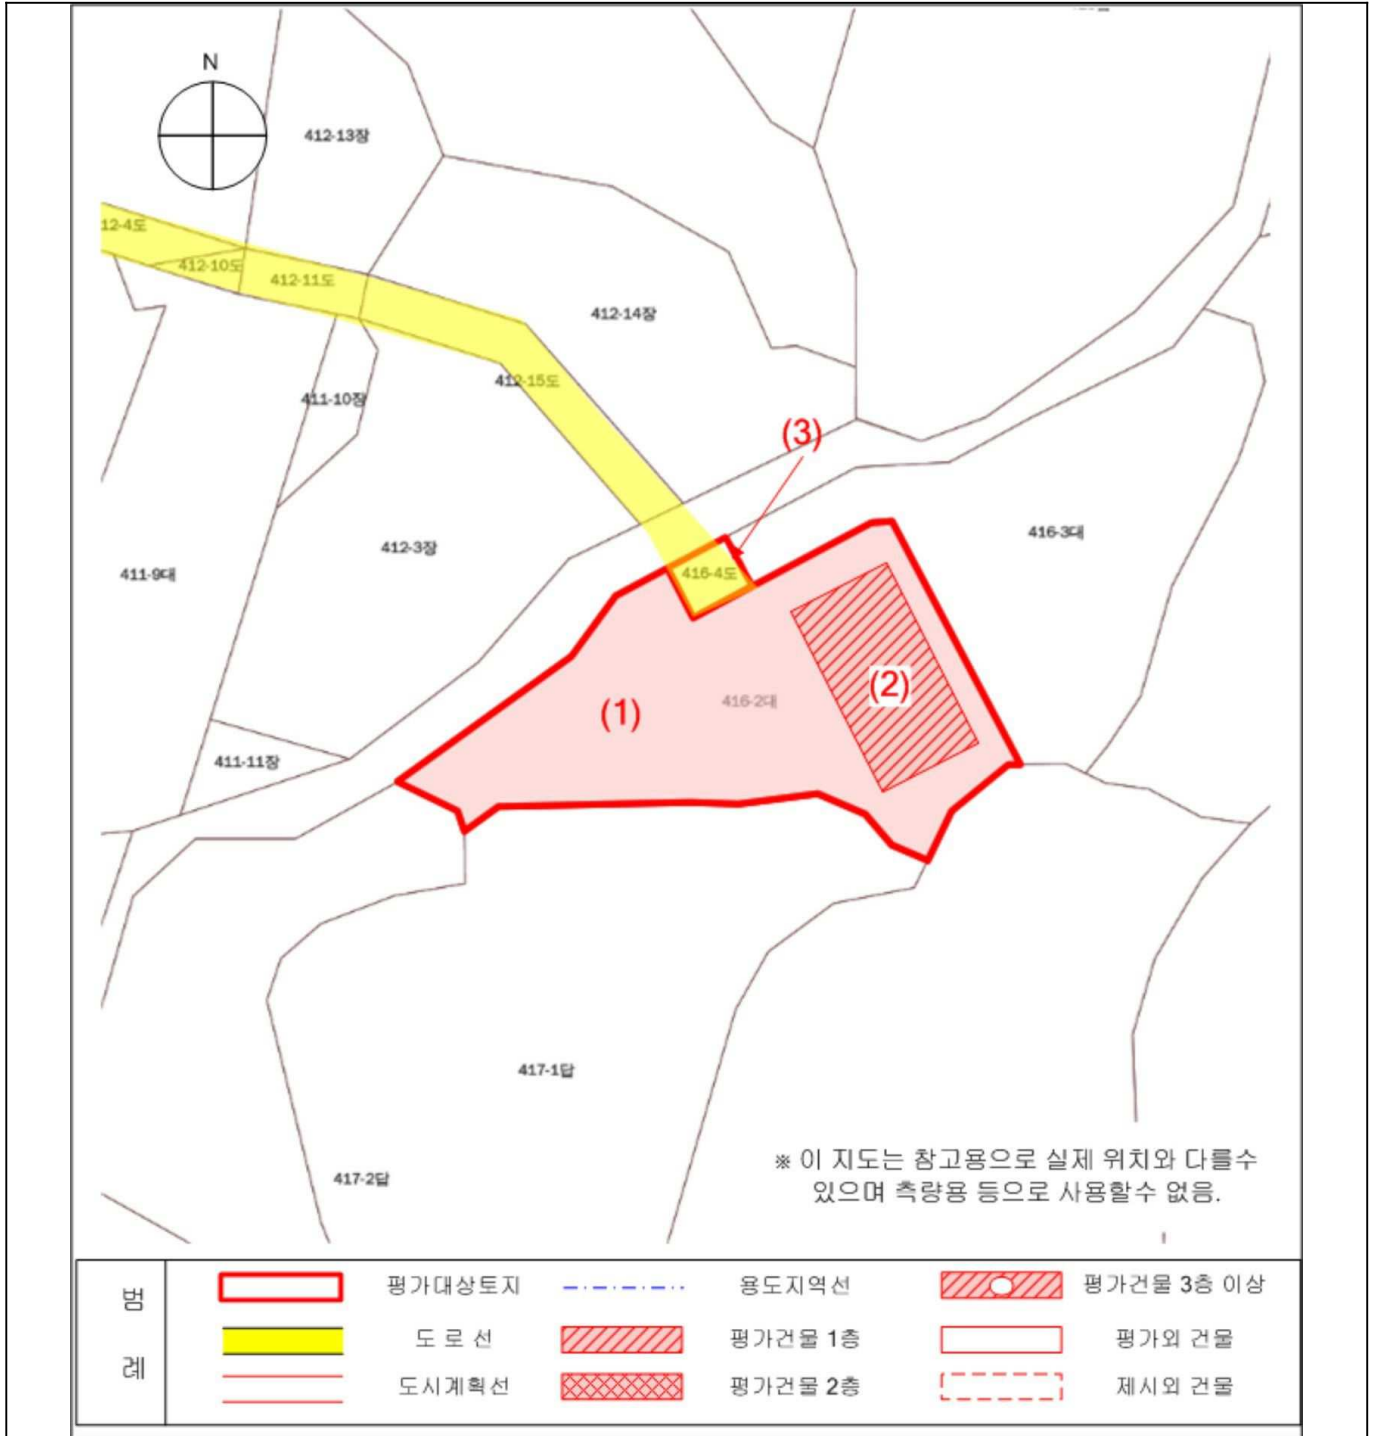 N
412-13장
12-4도
412-10도
412-11도
412-14장
412-15도
411-10장
(3)
416-3대
412-3장
411-9대
416-4도
(2)
416-2대
(1)
411-11장
417-1답
※ 이 지도는 참고용으로 실제 위치와 다를수
있으며 측량용 등으로 사용할수 없음.
417-2답
범
례
평가대상토지
용도지역선
평가건물 3층 이상
도 로 선
평가건물 1층
평가외 건물
도시계획선
평가건물 2층
제시외 건물